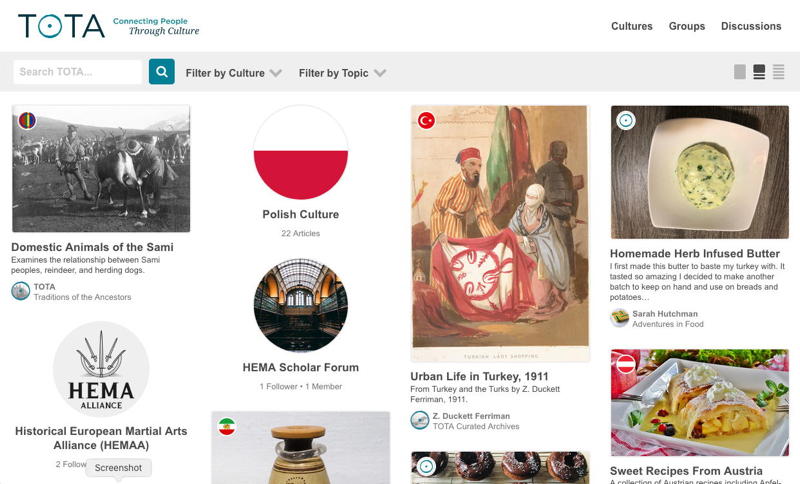 TOTA
Connecting People
Through Culture
Cultures
Groups
Discussions
Search TOTA...
Filter by Culture
Filter by Topic
Domestic Animals of the Sami
Examines the relationship between Sami
peoples, reindeer, and herding dogs.
TOTA
Traditions of the Ancestors
HEMA
ALLIANCE
Historical European Martial Arts
Alliance (HEMAA)
2 Follow
Screenshot
Polish Culture
22 Articles
HEMA Scholar Forum
1 Follower • 1 Member
TURKISH LADY SHOPPING
Urban Life in Turkey, 1911
From Turkey and the Turks by Z. Duckett
Ferriman, 1911.
Z. Duckett Ferriman
TOTA Curated Archives
Homemade Herb Infused Butter
I first made this butter to baste my turkey with. It
tasted so amazing I decided to make another
batch to keep on hand and use on breads and
potatoes…
Sarah Hutchman
Adventures in Food
Sweet Recipes From Austria
A collection of Austrian recipes including Apfel-